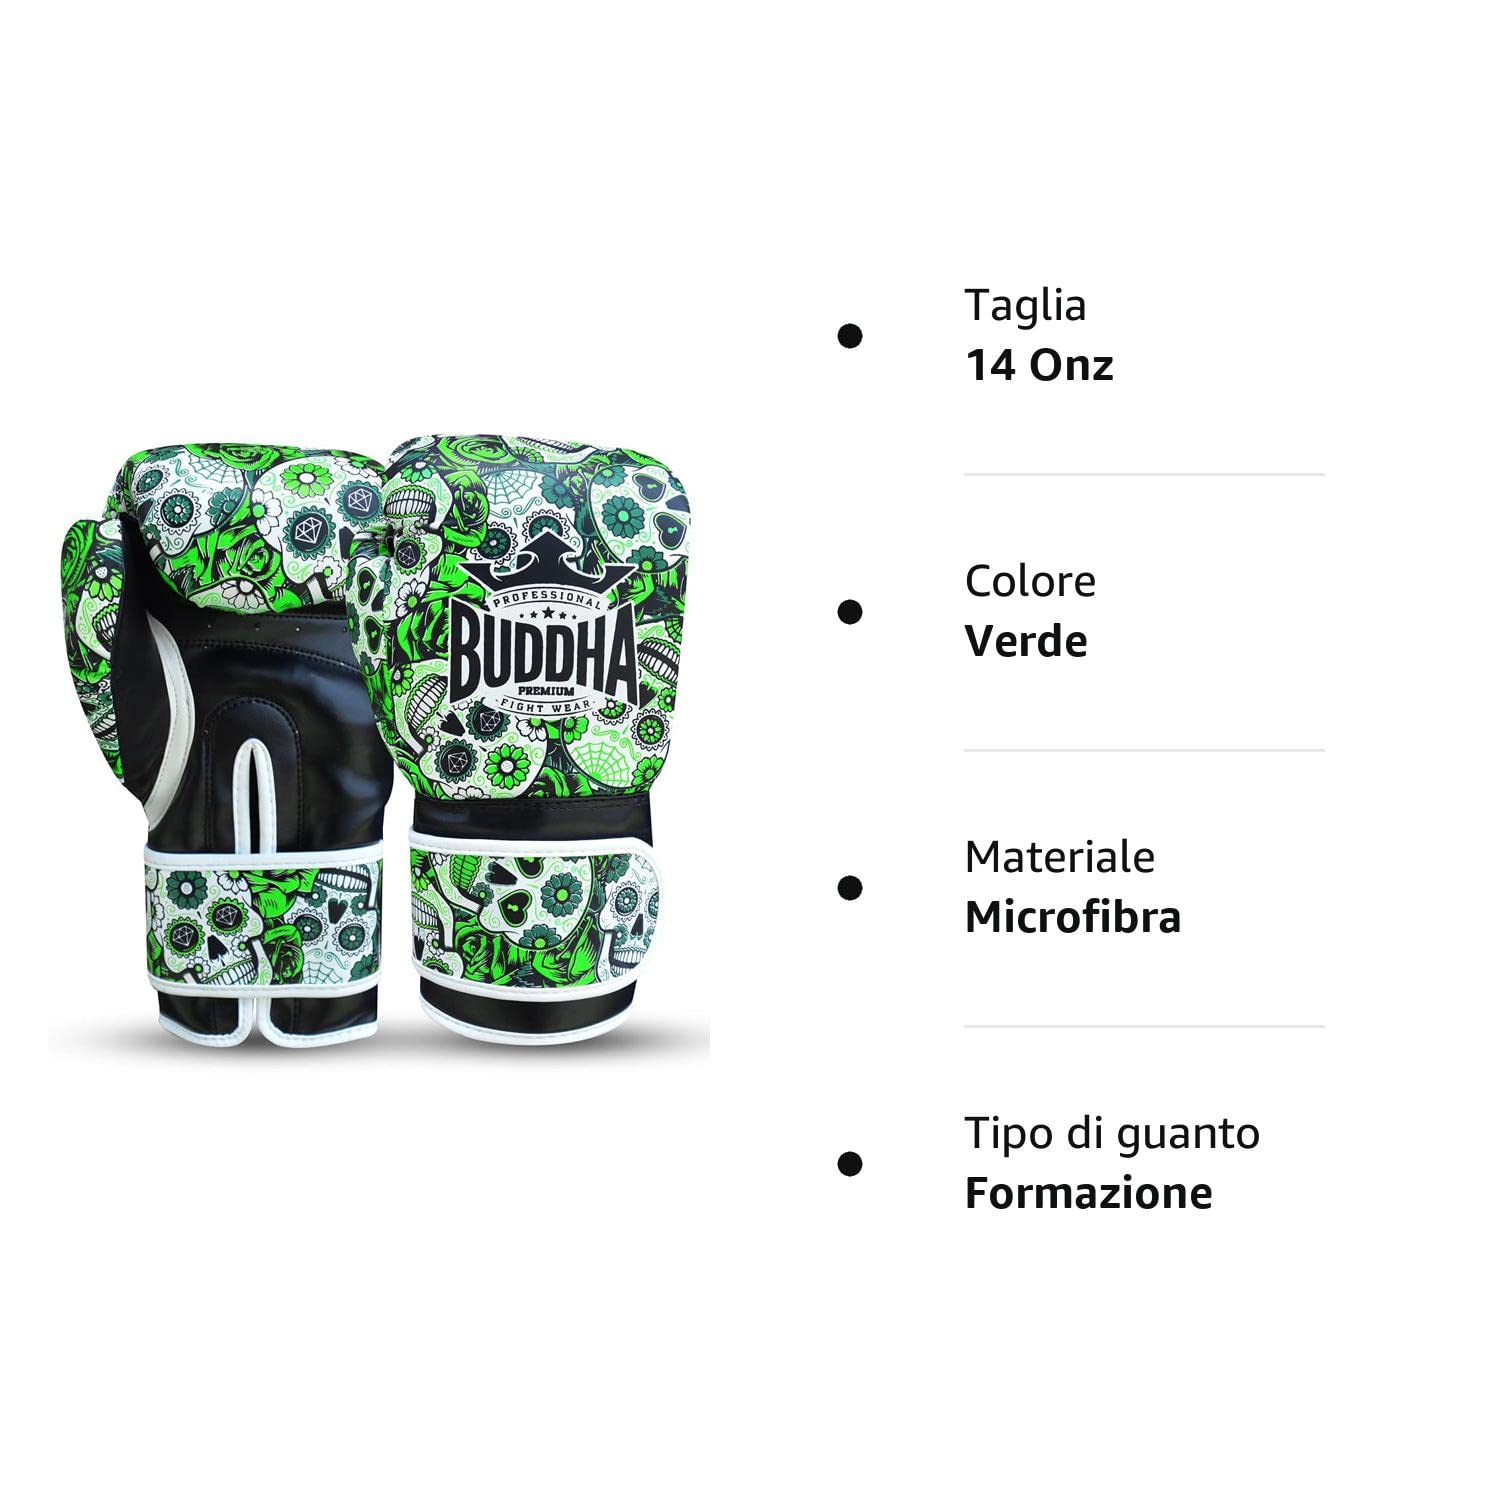 PROFESSIONAL
BUDDHA
PREMIUM
FIGHT WEAR
Taglia
14 Onz
Colore
Verde
Materiale
Microfibra
Tipo di guanto
Formazione